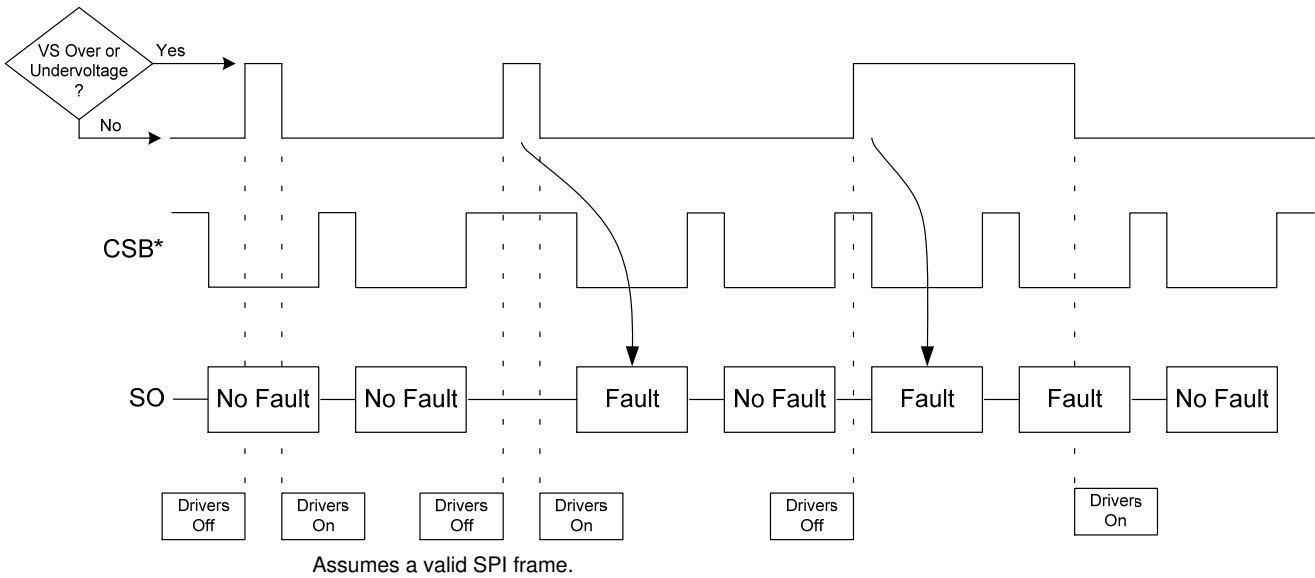 VS Over or
Undervoltage
?
Yes
No
CSB*
SO
No Fault
No Fault
Fault
No Fault
Fault
Fault
No Fault
Drivers
Off
Drivers
On
Drivers
Off
Drivers
On
Drivers
Off
Drivers
On
Assumes a valid SPI frame.